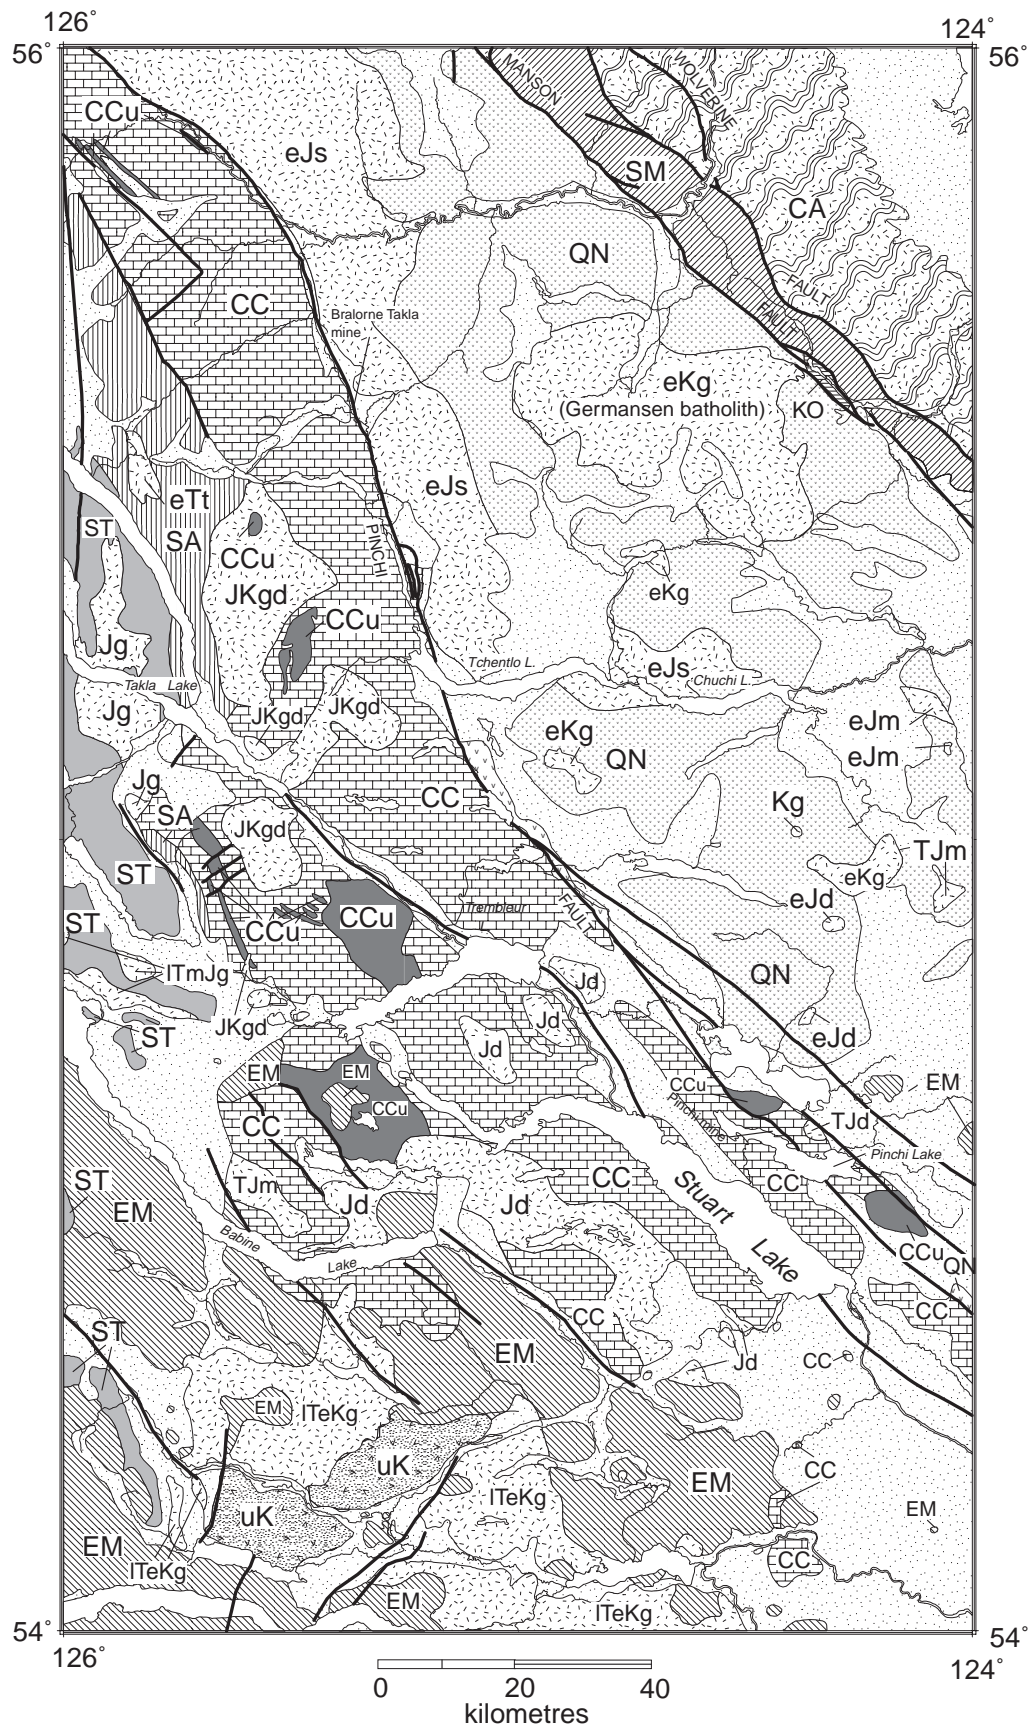 126°
124°
56°
56°
MANSON
WOLVERINE
CCu
eJs
SM
CA
QN
CC
FAULT
Bralorne Takla
mine
FAULT
eKg
(Germansen batholith)
KO
eJs
eTt
ST
SA
PINCHI
CCu
JKgd
eKg
CCu
Jg
Tchentlo L.
eJs
Chuchi L.
Takla Lake
JKgd
JKgd
Jg
eJm
eKg
QN
eJm
Jg
CC
Kg
SA
JKgd
TJm
ST
eKg
eJd
CCu
CCu
Trembleur
FAULT
ST
lTmJg
Jd
QN
JKgd
Jd
ST
eJd
Jd
EM
EM
CCu
EM
CCu
Pinchi mine
CC
TJd
Pinchi Lake
ST
TJm
CC
CC
EM
Jd
Jd
Stuart
Lake
Babine
Lake
CCu
QN
CC
CC
ST
EM
Jd
CC
EM
lTeKg
uK
CC
EM
lTeKg
uK
EM
EM
lTeKg
CC
EM
lTeKg
54°
54°
126°
124°
0
20
40
kilometres